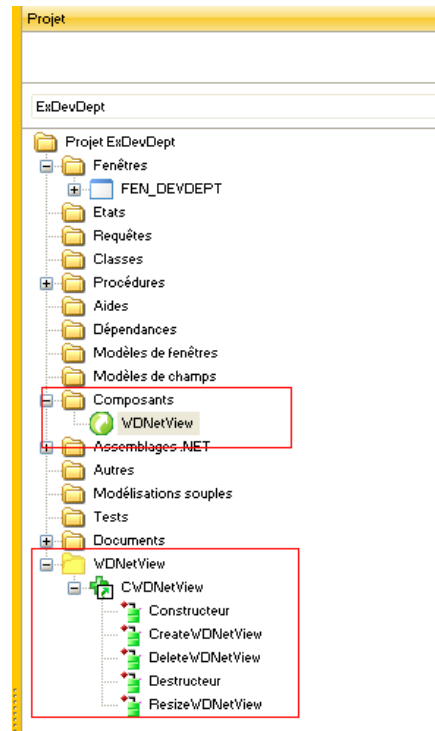 Projet
ExDevDept
Projet ExDevDept
Fenêtres
FEN_DEVDEPT
Etats
Requêtes
Classes
Procédures
Aides
Dépendances
Modèles de fenêtres
Modèles de champs
Composants
WDNetView
Assemblages .NET
Autres
Modélisations souples
Tests
Documents
WDNetView
CWDNetView
Constructeur
CreateWDNetView
DeleteWDNetView
Destructeur
ResizeWDNetView